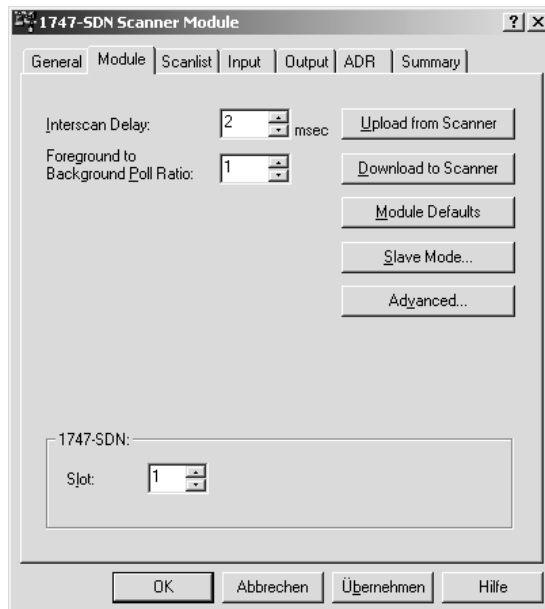 1747-SDN Scanner Module
General Module Scanlist Input Output ADR Summary
Interscan Delay: 2 msec Upload from Scanner
Foreground to
Background Poll Ratio: 1 Download to Scanner
Module Defaults
Slave Mode...
Advanced...
1747-SDN:
Slot: 1
OK Abbrechen Übernehmen Hilfe